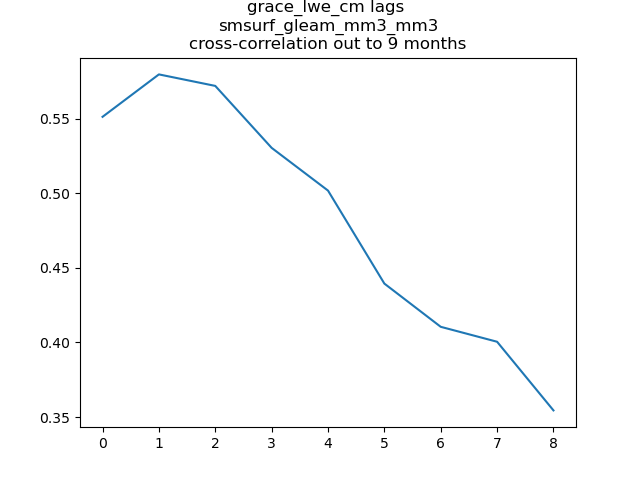 grace_lwe_cm lags
smsurf_gleam_mm3_mm3
cross-correlation out to 9 months
0.55
0.50
0.45
0.40
0.35
0 1 2 3 4 5 6 7 8